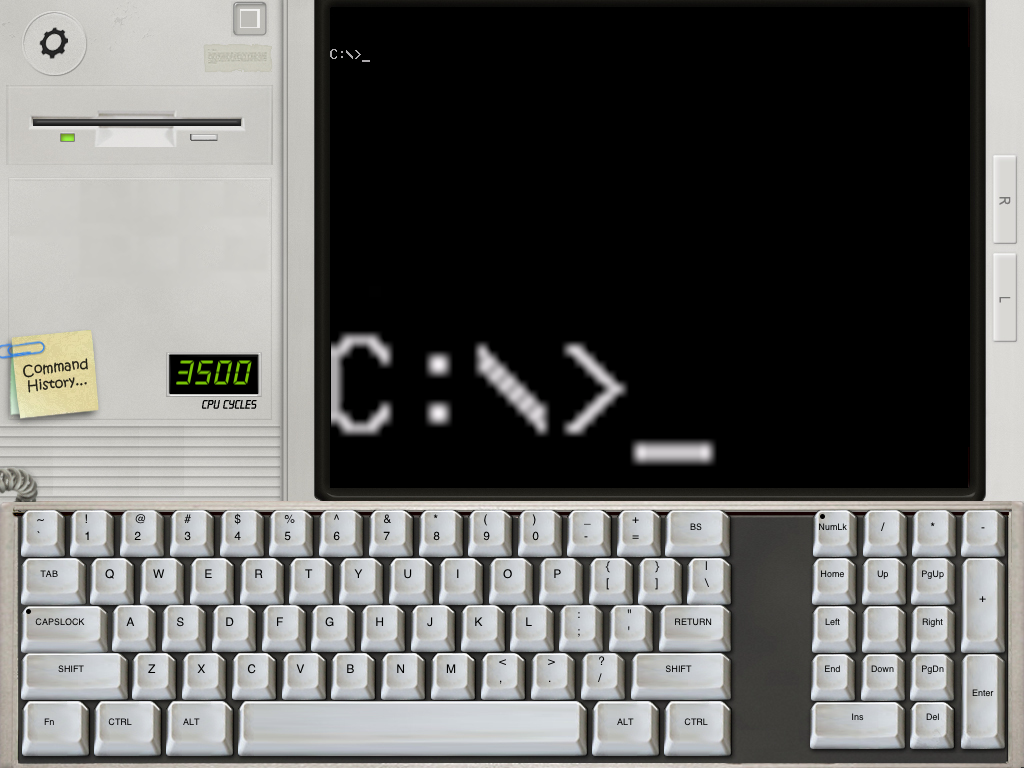 C:\>_
C:\>_
Command
History...
3500
CPU CYCLES
R
L
~ ! @ # $ % ^ & * ( ) _ +
` 1 2 3 4 5 6 7 8 9 0 - = BS
TAB Q W E R T Y U I O P { [ } ] | \
CAPSLOCK A S D F G H J K L : ; " ' RETURN
SHIFT Z X C V B N M < , > . ? / SHIFT
Fn CTRL ALT ALT CTRL
NumLk / * -
Home Up PgUp +
Left Right
End Down PgDn Enter
Ins Del